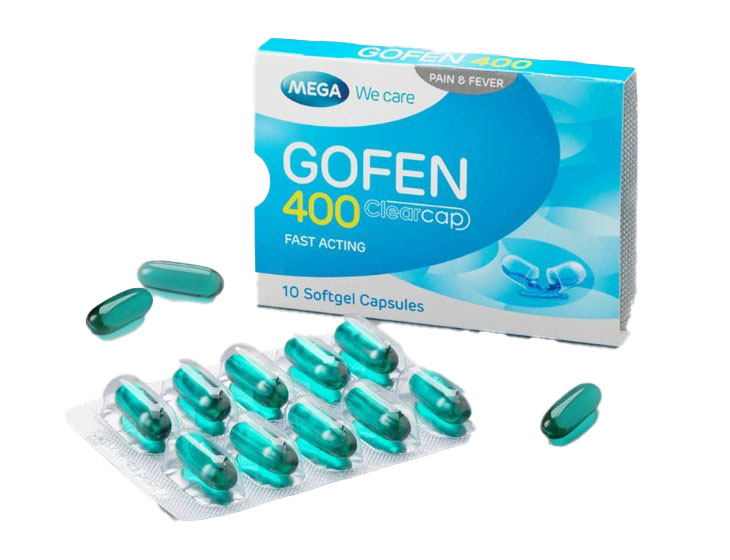 GOFEN 400
PAIN & FEVER
MEGA We care
GOFEN
400 Clearcap
FAST ACTING
10 Softgel Capsules